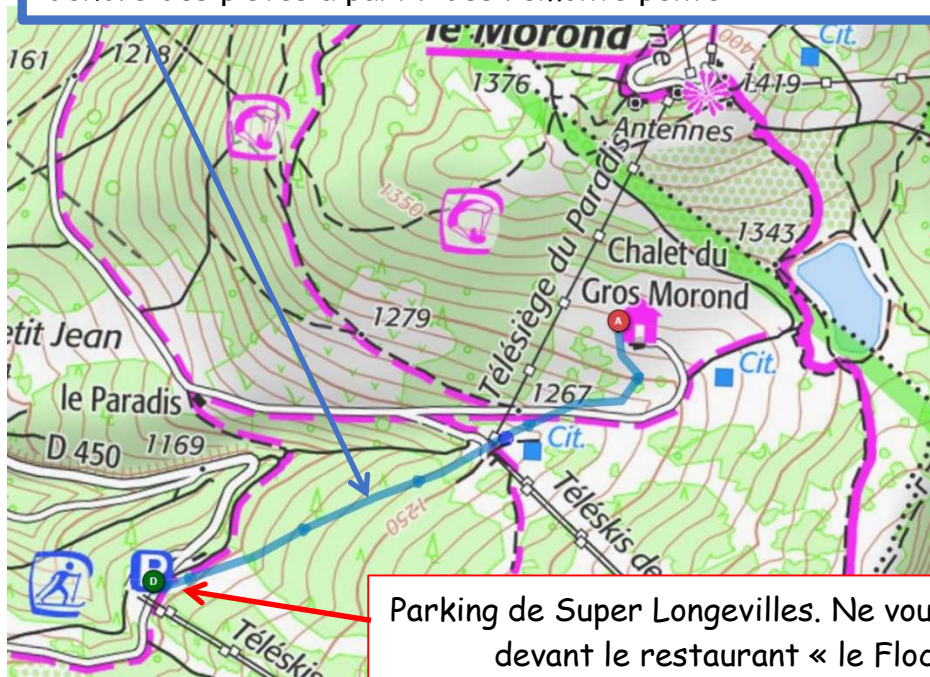 le Morond
Cit.
161
1218
1376
1419
Antennes
1350
1400
Télésiège du Paradis
1343
Chalet du
Gros Morond
A
1279
etit Jean
Cit.
le Paradis
1267
D 450
1169
Cit.
1250
Téléskis de
P
D
Téléskis
Parking de Super Longevilles. Ne vou
devant le restaurant « le Floc